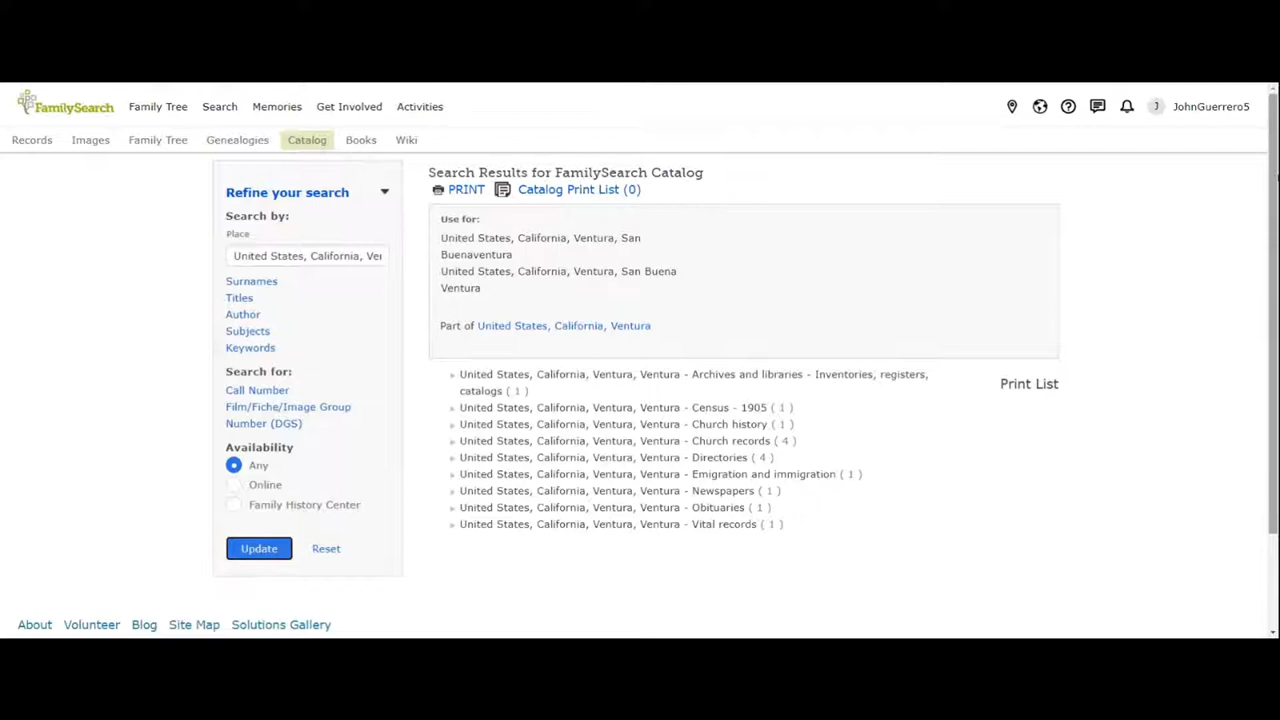 FamilySearch
Family Tree Search Memories Get Involved Activities
J JohnGuerrero5
Records Images Family Tree Genealogies Catalog Books Wiki
Refine your search
Search by:
Place
United States, California, Ver
Surnames
Titles
Author
Subjects
Keywords
Search for:
Call Number
Film/Fiche/Image Group
Number (DGS)
Availability
Any
Online
Family History Center
Update Reset
Search Results for FamilySearch Catalog
PRINT Catalog Print List (0)
Use for:
United States, California, Ventura, San
Buenaventura
United States, California, Ventura, San Buena
Ventura
Part of United States, California, Ventura
United States, California, Ventura, Ventura - Archives and libraries - Inventories, registers,
catalogs ( 1 )
United States, California, Ventura, Ventura - Census - 1905 ( 1 )
United States, California, Ventura, Ventura - Church history ( 1 )
United States, California, Ventura, Ventura - Church records ( 4 )
United States, California, Ventura, Ventura - Directories ( 4 )
United States, California, Ventura, Ventura - Emigration and immigration ( 1 )
United States, California, Ventura, Ventura - Newspapers ( 1 )
United States, California, Ventura, Ventura - Obituaries ( 1 )
United States, California, Ventura, Ventura - Vital records ( 1 )
Print List
About Volunteer Blog Site Map Solutions Gallery